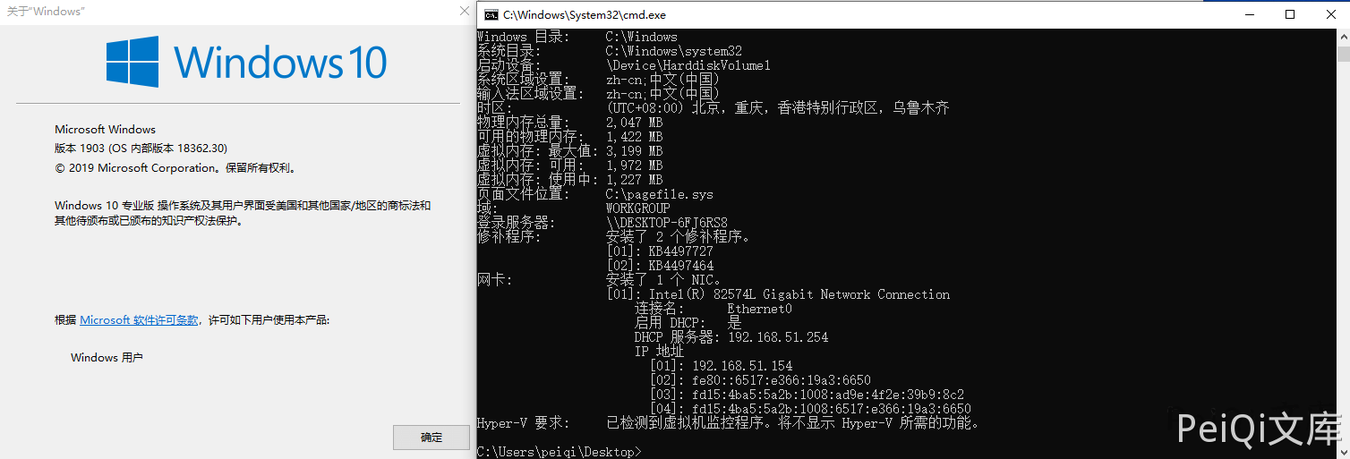 关于"Windows"
Windows 10
Microsoft Windows
版本 1903 (OS 内部版本 18362.30)
© 2019 Microsoft Corporation。保留所有权利。
Windows 10 专业版 操作系统及其用户界面受美国和其他国家/地区的商标法和
其他待颁布或已颁布的知识产权法保护。
根据 Microsoft 软件许可条款，许可如下用户使用本产品:
Windows 用户
确定
C:\Windows\System32\cmd.exe
Windows 目录: C:\Windows
系统目录: C:\Windows\system32
启动设备: \Device\HarddiskVolume1
系统区域设置: zh-cn;中文(中国)
输入法区域设置: zh-cn;中文(中国)
时区: (UTC+08:00) 北京，重庆，香港特别行政区，乌鲁木齐
物理内存总量: 2,047 MB
可用的物理内存: 1,422 MB
虚拟内存: 最大值: 3,199 MB
虚拟内存: 可用: 1,972 MB
虚拟内存: 使用中: 1,227 MB
页面文件位置: C:\pagefile.sys
域: WORKGROUP
登录服务器: \\DESKTOP-6FJ6RS8
修补程序: 安装了 2 个修补程序。
[01]: KB4497727
[02]: KB4497464
网卡: 安装了 1 个 NIC。
[01]: Intel(R) 82574L Gigabit Network Connection
连接名: Ethernet0
启用 DHCP: 是
DHCP 服务器: 192.168.51.254
IP 地址
[01]: 192.168.51.154
[02]: fe80::6517:e366:19a3:6650
[03]: fd15:4ba5:5a2b:1008:ad9e:4f2e:39b9:8c2
[04]: fd15:4ba5:5a2b:1008:6517:e366:19a3:6650
Hyper-V 要求: 已检测到虚拟机监控程序。将不显示 Hyper-V 所需的功能。
C:\Users\peiqi\Desktop>
PeiQi文库